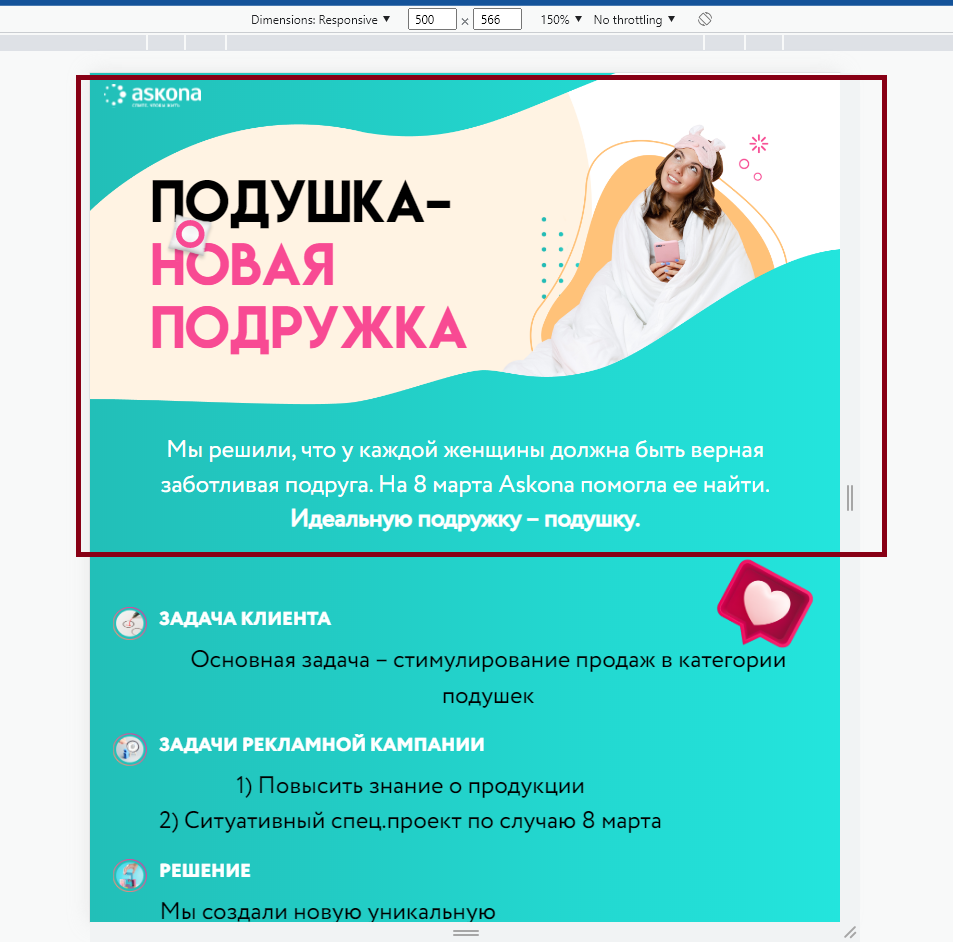 Dimensions: Responsive ▼ 500 x 566 150% ▼ No throttling ▼
askona
ПОДУШКА–
НОВАЯ
ПОДРУЖКА
Мы решили, что у каждой женщины должна быть верная
заботливая подруга. На 8 марта Askona помогла ее найти.
Идеальную подружку – подушку.
ЗАДАЧА КЛИЕНТА
Основная задача – стимулирование продаж в категории
подушек
ЗАДАЧИ РЕКЛАМНОЙ КАМПАНИИ
1) Повысить знание о продукции
2) Ситуативный спец.проект по случаю 8 марта
РЕШЕНИЕ
Мы создали новую уникальную